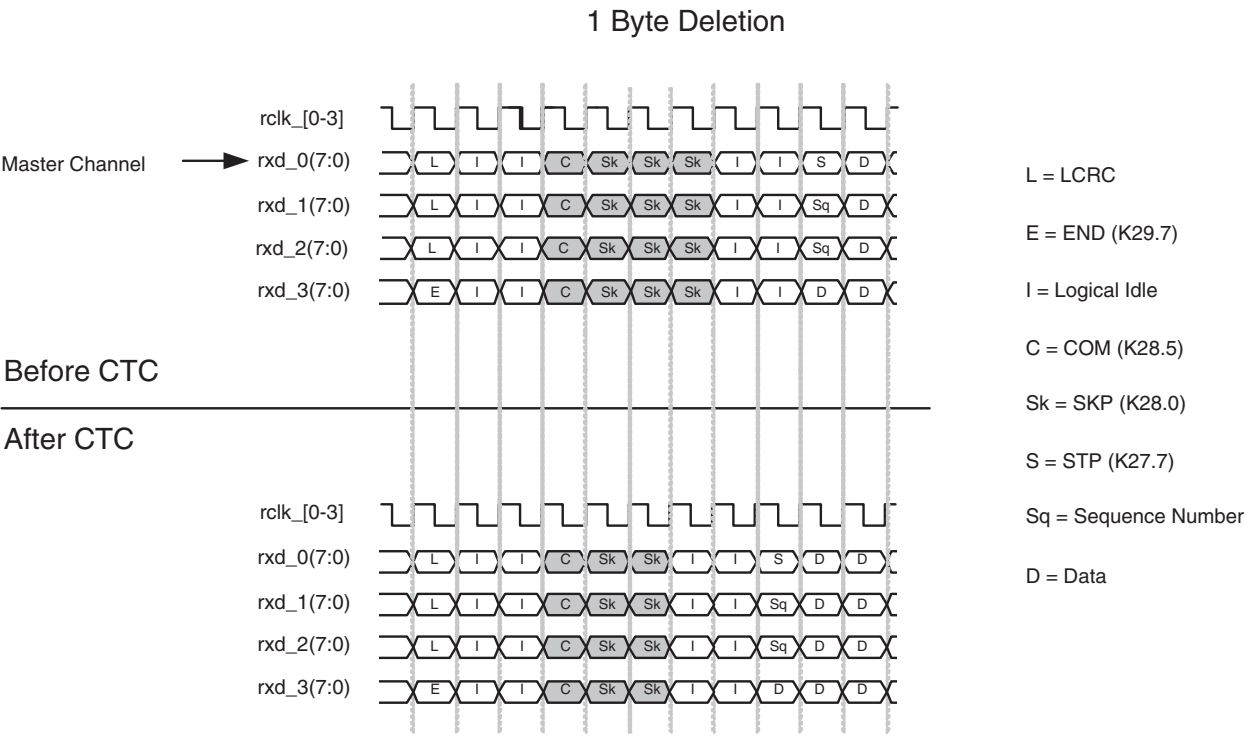 1 Byte Deletion
rclk_[0-3]
Master Channel rxd_0(7:0) L I I C Sk Sk Sk I I S D
rxd_1(7:0) L I I C Sk Sk Sk I I Sq D
rxd_2(7:0) L I I C Sk Sk Sk I I Sq D
rxd_3(7:0) E I I C Sk Sk Sk I I D D
Before CTC
After CTC
rclk_[0-3]
rxd_0(7:0) L I I C Sk Sk I I S D D
rxd_1(7:0) L I I C Sk Sk I I Sq D D
rxd_2(7:0) L I I C Sk Sk I I Sq D D
rxd_3(7:0) E I I C Sk Sk I I D D D
L = LCRC
E = END (K29.7)
I = Logical Idle
C = COM (K28.5)
Sk = SKP (K28.0)
S = STP (K27.7)
Sq = Sequence Number
D = Data